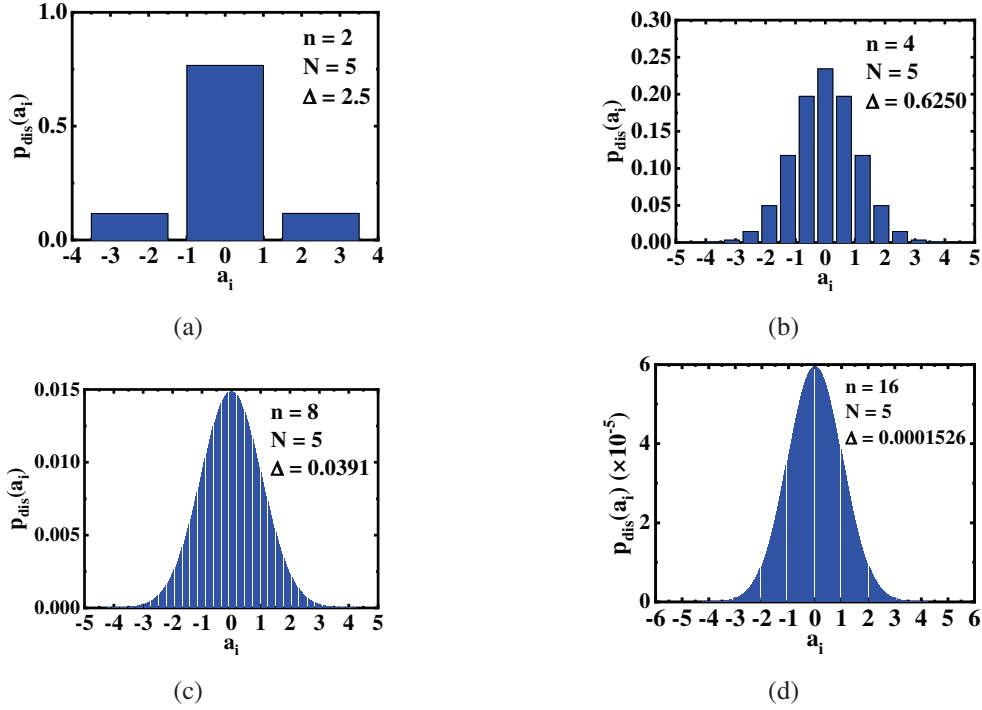 1.0
0.5
0.0
p_dis(a_i)
n = 2
N = 5
Δ = 2.5
-4 -3 -2 -1 0 1 2 3 4
a_i
(a)
0.30
0.25
0.20
0.15
0.10
0.05
0.00
p_dis(a_i)
n = 4
N = 5
Δ = 0.6250
-5 -4 -3 -2 -1 0 1 2 3 4 5
a_i
(b)
0.015
0.010
0.005
0.000
p_dis(a_i)
n = 8
N = 5
Δ = 0.0391
-5 -4 -3 -2 -1 0 1 2 3 4 5
a_i
(c)
6
4
2
0
p_dis(a_i) (×10^-5)
n = 16
N = 5
Δ = 0.0001526
-6 -5 -4 -3 -2 -1 0 1 2 3 4 5 6
a_i
(d)